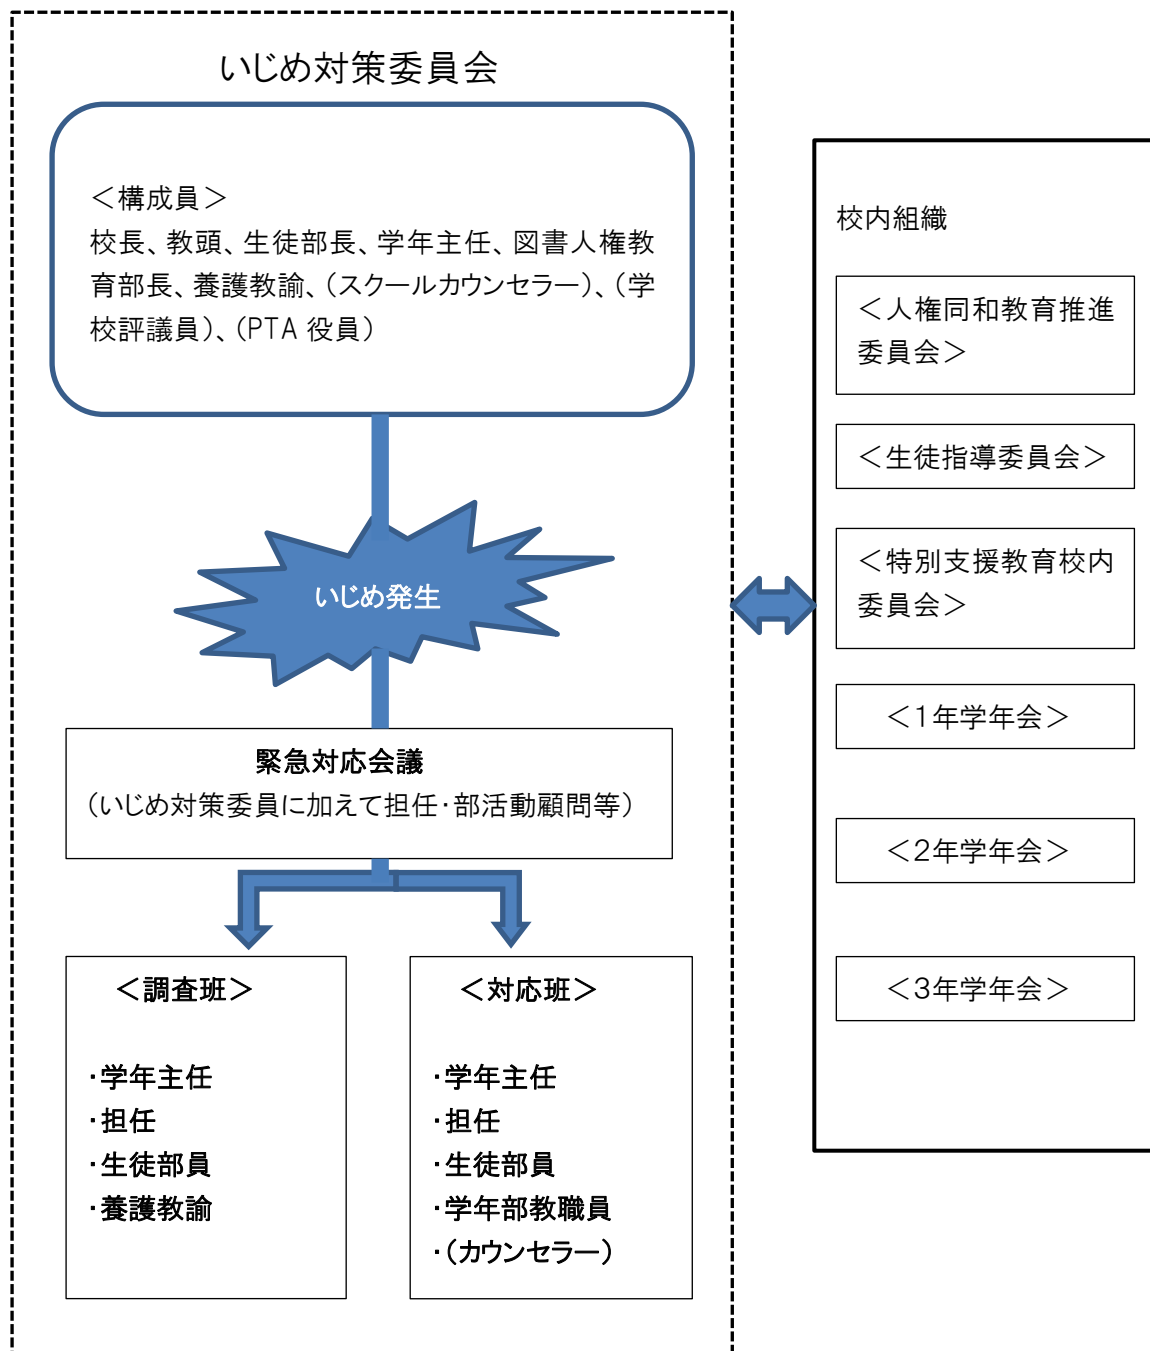 いじめ対策委員会
＜構成員＞
校長、教頭、生徒部長、学年主任、図書人権教
育部長、養護教諭、（スクールカウンセラー）、（学
校評議員）、（PTA 役員）
いじめ発生
緊急対応会議
（いじめ対策委員に加えて担任・部活動顧問等）
＜調査班＞
・学年主任
・担任
・生徒部員
・養護教諭
＜対応班＞
・学年主任
・担任
・生徒部員
・学年部教職員
・（カウンセラー）
校内組織
＜人権同和教育推進
委員会＞
＜生徒指導委員会＞
＜特別支援教育校内
委員会＞
＜1年学年会＞
＜2年学年会＞
＜3年学年会＞